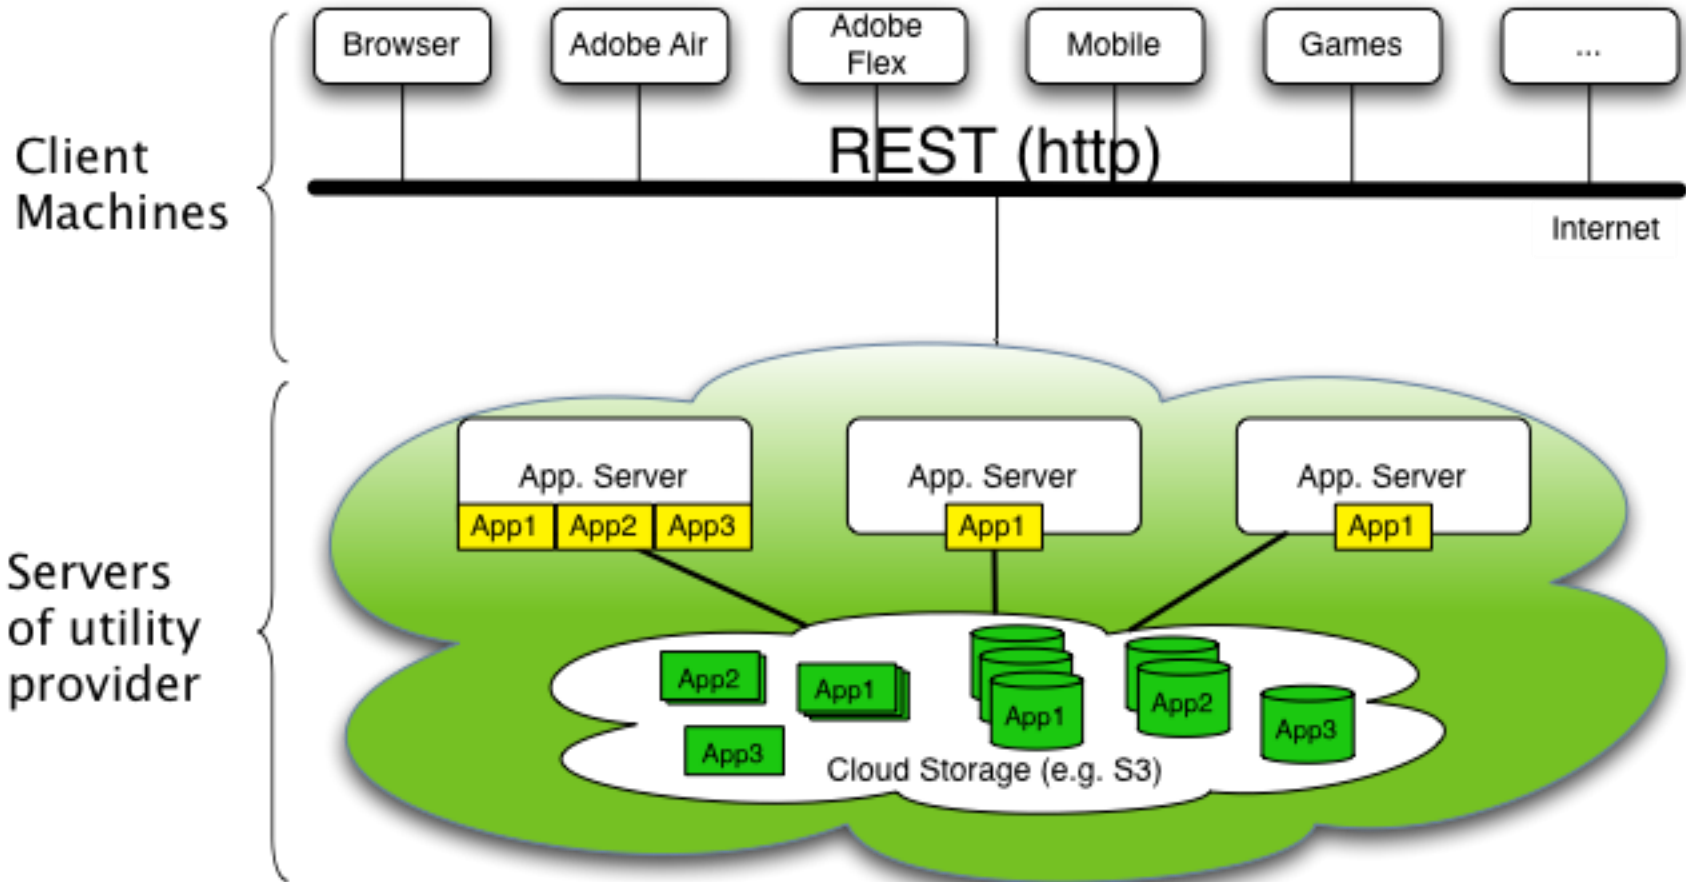 Browser
Adobe Air
Adobe
Flex
Mobile
Games
...
Client
Machines
REST (http)
Internet
App. Server
App1
App2
App3
App. Server
App1
App. Server
App1
Servers
of utility
provider
App2
App1
App3
App1
App2
App3
Cloud Storage (e.g. S3)